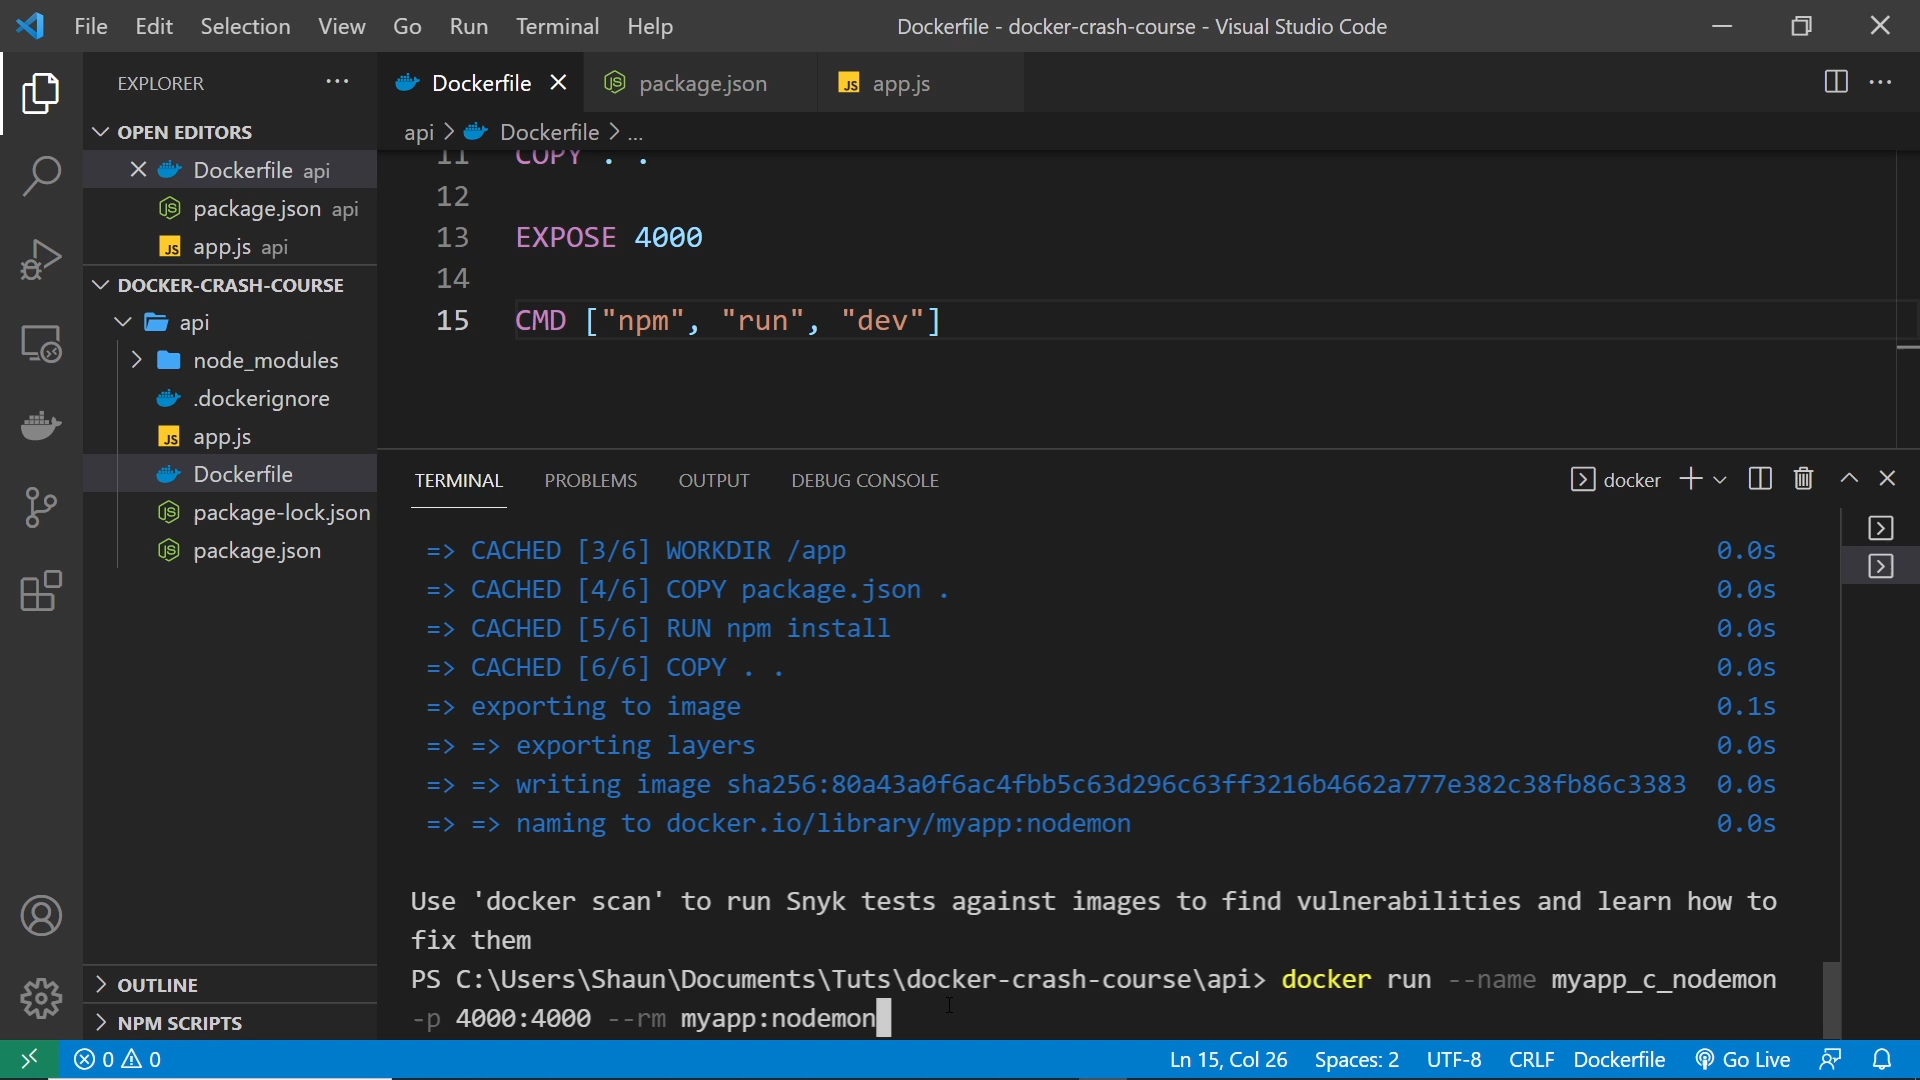 File Edit Selection View Go Run Terminal Help
Dockerfile - docker-crash-course - Visual Studio Code
EXPLORER
Dockerfile
package.json
JS app.js
OPEN EDITORS
api > Dockerfile > ...
Dockerfile api
package.json api
JS app.js api
11 COPY . .
12
13 EXPOSE 4000
14
15 CMD ["npm", "run", "dev"]
DOCKER-CRASH-COURSE
api
node_modules
.dockerignore
JS app.js
Dockerfile
package-lock.json
package.json
TERMINAL PROBLEMS OUTPUT DEBUG CONSOLE
docker
=> CACHED [3/6] WORKDIR /app 0.0s
=> CACHED [4/6] COPY package.json . 0.0s
=> CACHED [5/6] RUN npm install 0.0s
=> CACHED [6/6] COPY . . 0.0s
=> exporting to image 0.1s
=> => exporting layers 0.0s
=> => writing image sha256:80a43a0f6ac4fbb5c63d296c63ff3216b4662a777e382c38fb86c3383 0.0s
=> => naming to docker.io/library/myapp:nodemon 0.0s
Use 'docker scan' to run Snyk tests against images to find vulnerabilities and learn how to
fix them
PS C:\Users\Shaun\Documents\Tuts\docker-crash-course\api> docker run --name myapp_c_nodemon
-p 4000:4000 --rm myapp:nodemon
OUTLINE
NPM SCRIPTS
0 0
Ln 15, Col 26 Spaces: 2 UTF-8 CRLF Dockerfile Go Live